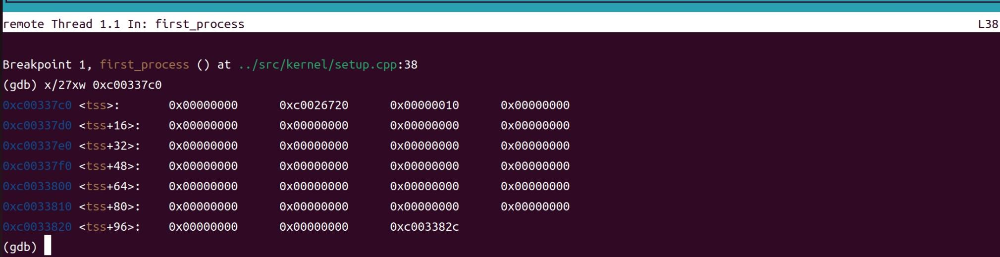 remote Thread 1.1 In: first_process L38
Breakpoint 1, first_process () at ../src/kernel/setup.cpp:38
(gdb) x/27xw 0xc00337c0
0xc00337c0 <tss>: 0x00000000 0xc0026720 0x00000010 0x00000000
0xc00337d0 <tss+16>: 0x00000000 0x00000000 0x00000000 0x00000000
0xc00337e0 <tss+32>: 0x00000000 0x00000000 0x00000000 0x00000000
0xc00337f0 <tss+48>: 0x00000000 0x00000000 0x00000000 0x00000000
0xc0033800 <tss+64>: 0x00000000 0x00000000 0x00000000 0x00000000
0xc0033810 <tss+80>: 0x00000000 0x00000000 0x00000000 0x00000000
0xc0033820 <tss+96>: 0x00000000 0x00000000 0xc003382c
(gdb)